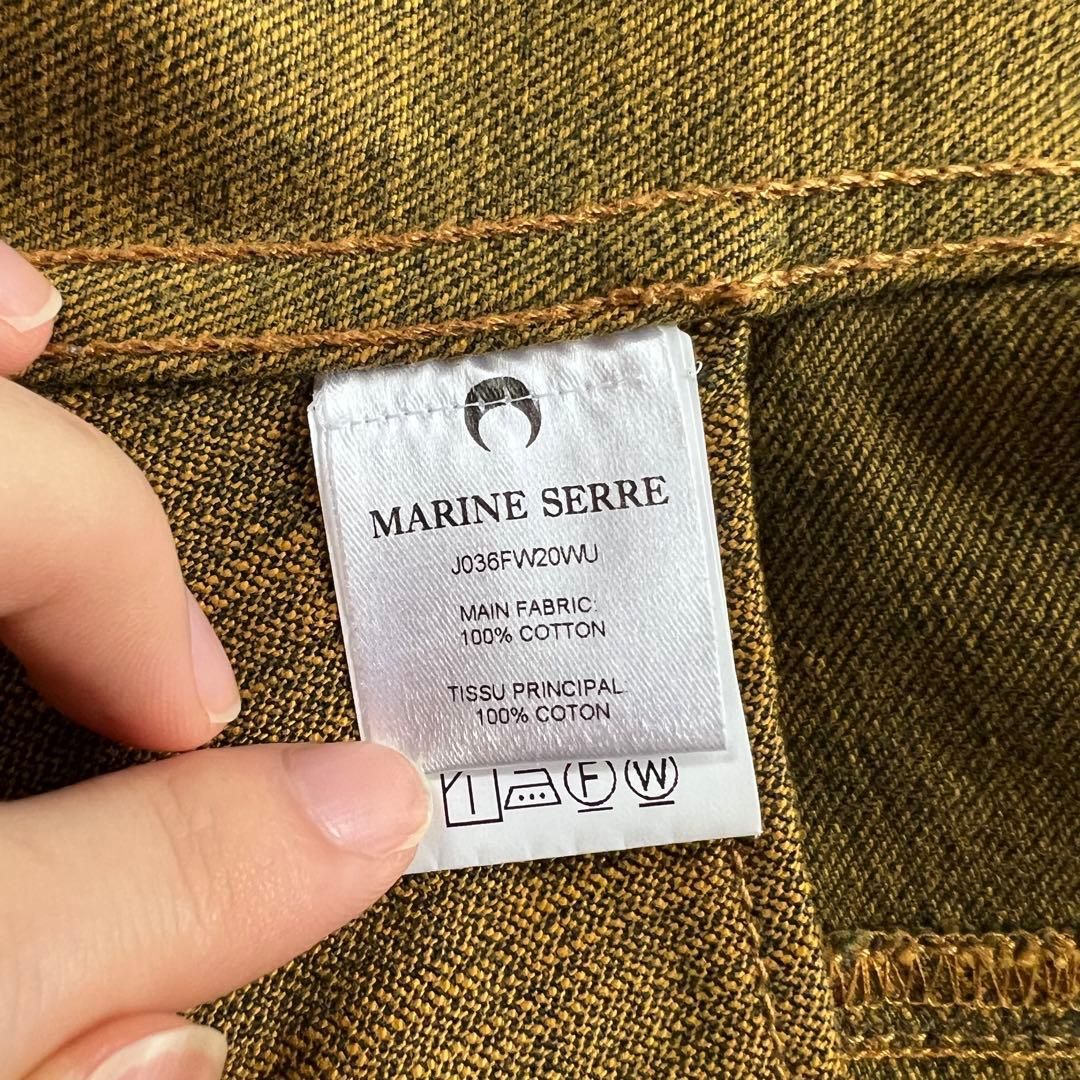 MARINE SERRE
J036FW20WU
MAIN FABRIC:
100% COTTON
TISSU PRINCIPAL:
100% COTON
F W